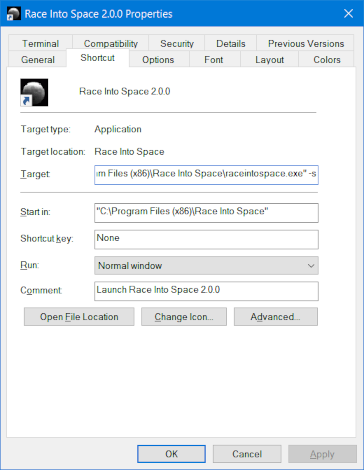 Race Into Space 2.0.0 Properties
Terminal Compatibility Security Details Previous Versions
General Shortcut Options Font Layout Colors
Race Into Space 2.0.0
Target type: Application
Target location: Race Into Space
Target: am Files (x86)\Race Into Space\raceintospace.exe" -s
Start in: "C:\Program Files (x86)\Race Into Space"
Shortcut key: None
Run: Normal window
Comment: Launch Race Into Space 2.0.0
Open File Location Change Icon... Advanced...
OK Cancel Apply